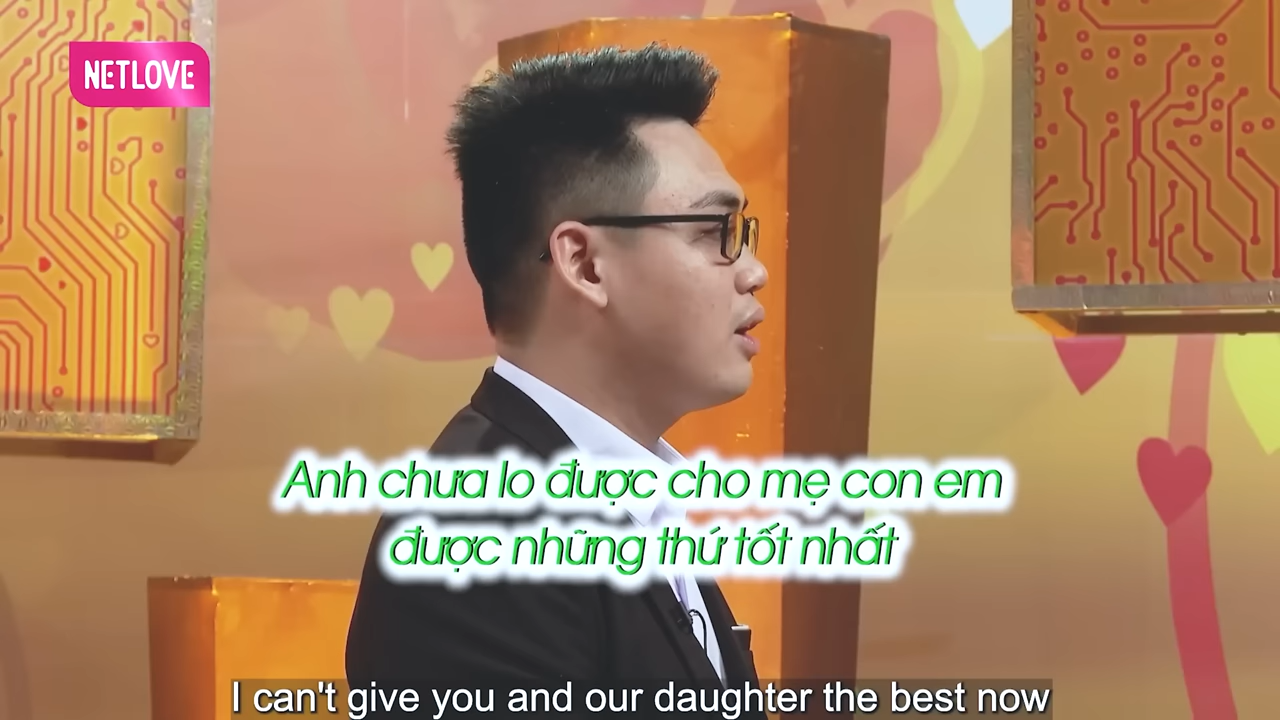 NETLOVE
Anh chưa lo được cho mẹ con em
được những thứ tốt nhất
I can't give you and our daughter the best now